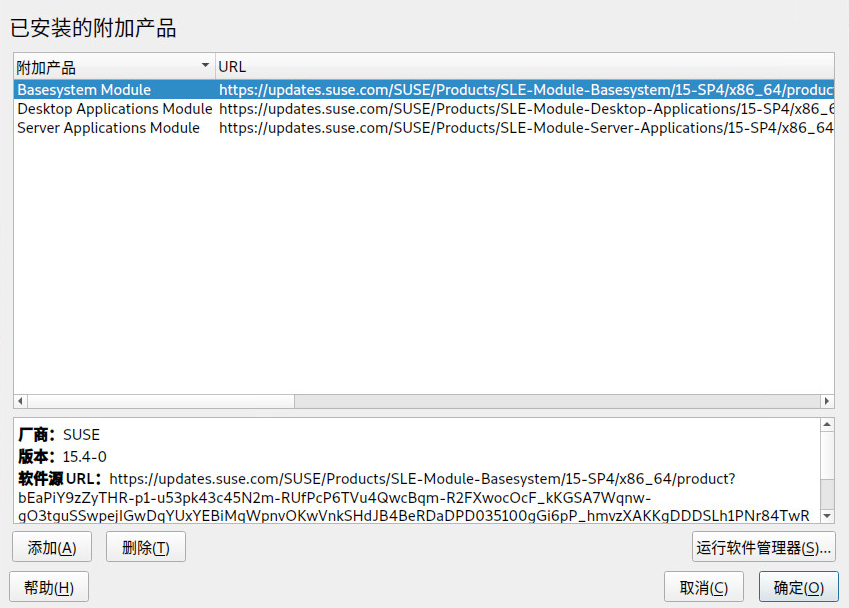 已安装的附加产品
附加产品 URL
Basesystem Module https://updates.suse.com/SUSE/Products/SLE-Module-Basesystem/15-SP4/x86_64/produc
Desktop Applications Module https://updates.suse.com/SUSE/Products/SLE-Module-Desktop-Applications/15-SP4/x86_6
Server Applications Module https://updates.suse.com/SUSE/Products/SLE-Module-Server-Applications/15-SP4/x86_64
厂商：SUSE
版本：15.4-0
软件源 URL：https://updates.suse.com/SUSE/Products/SLE-Module-Basesystem/15-SP4/x86_64/product?
bEaPiY9zZyTHR-p1-u53pk43c45N2m-RUfPcP6TVu4QwcBqm-R2FXwocOcF_kKGSA7Wqnw-
gO3tguSSwpejIGwDqYUxYEBiMqWpnvOKwVnkSHdJB4BeRDaDPD035100gGi6pP_hmvzXAKKgDDDSLh1PNr84TwR
添加(A) 删除(T) 运行软件管理器(S)...
帮助(H) 取消(C) 确定(O)